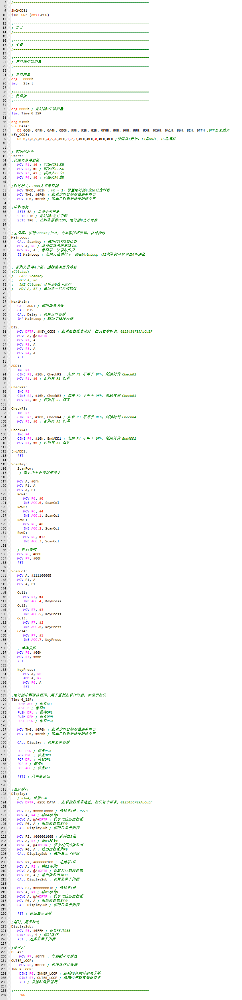 7 ;====================================================================
8
9 $NOMOD51
10 $INCLUDE (8051.MCU)
11
12 ;====================================================================
13 ; 定义
14 ;====================================================================
15
16 ;====================================================================
17 ; 变量
18 ;====================================================================
19
20 ;====================================================================
21 ; 复位和中断向量
22 ;====================================================================
23
24 ; 复位向量
25 org 0000h
26 jmp Start
27
28 ;====================================================================
29 ; 代码段
30 ;====================================================================
31
32 org 000Bh ; 定时器0中断向量
33 ljmp Timer0_ISR
34
35 org 0100h
36 SEG_DATA:
37 DB 0C0H, 0F9H, 0A4H, 0B0H, 99H, 92H, 82H, 0F8H, 80H, 90H, 88H, 83H, 0C6H, 0A1H, 86H, 8EH, 0FFH ;0FF是全熄灭
38 KEY_CODE:
39 DB 0,7,8,9,0EH,4,5,6,0EH,1,2,3,0EH,0EH,0,0EH,0EH ;按键从1开始，13是ON/C，16是清除
40
41
42 ; 初始化设置
43 Start:
44 ;初始化寄存器值
45 MOV R1, #0 ; 初始化R1为0
46 MOV R2, #6 ; 初始化R2为6
47 MOV R3, #2 ; 初始化R3为2
48 MOV R4, #0 ; 初始化R4为0
49
50 ;时钟相关，TMOD方式寄存器
51 MOV TMOD, #01h ; M0 = 1，设置定时器0为16位定时器
52 MOV TH0, #0F0h ; 加载定时器初始值的高字节
53 MOV TL0, #0F0h ; 加载定时器初始值的低字节
54
55 ;中断相关
56 SETB EA ; 允许全局中断
57 SETB ET0 ; 定时器0允许中断
58 SETB TR0 ; 控制寄存器TCON，定时器0允许计数
59
60
61 ;主循环，调用ScanKey扫描，去抖动保证准确，执行操作
62 MainLoop:
63 CALL ScanKey ; 调用按键扫描函数
64 MOV A, R6 ; 将按键扫描结果移到A
65 MOV R7, A ; 保存第一次读取的值
66 JZ MainLoop ; 如果无按键按下，跳回MainLoop ;JZ判断的是累加器A中的值
67
68
69 ; 否则先保存A中值，继续检测直到抬起
70 ;Clicked:
71 ; CALL ScanKey
72 ; MOV A, R6
73 ; JNZ Clicked ;A中是0往下运行
74 ; MOV A, R7 ; 返回第一次读取的值
75
76
77 NextMain:
78 CALL ADD1 ; 调用加法函数
79 CALL DIS
80 CALL Delay ; 调用延时函数
81 JMP MainLoop ; 跳回主循环开始
82
83 DIS:
84 MOV DPTR, #KEY_CODE ; 加载段数据表地址，数码管字符表，0123456789AbCdEF
85 MOVC A, @A+DPTR
86 MOV R1, A
87 MOV R2, A
88 MOV R3, A
89 MOV R4, A
90 RET
91
92 ADD1:
93 INC R1
94 CJNE R1, #10h, CheckR2 ; 如果 R1 不等于 0Fh，则跳转到 CheckR2
95 MOV R1, #0 ; 否则将 R1 归零
96
97 CheckR2:
98 INC R2
99 CJNE R2, #10h, CheckR3 ; 如果 R2 不等于 0Fh，则跳转到 CheckR3
100 MOV R2, #0 ; 否则将 R2 归零
101
102 CheckR3:
103 INC R3
104 CJNE R3, #10h, CheckR4 ; 如果 R3 不等于 0Fh，则跳转到 CheckR4
105 MOV R3, #0 ; 否则将 R3 归零
106
107 CheckR4:
108 INC R4
109 CJNE R4, #10h, EndADD1 ; 如果 R4 不等于 0Fh，则跳转到 EndADD1
110 MOV R4, #0 ; 否则将 R4 归零
111
112 EndADD1:
113 RET
114
115 ScanKey:
116 ScanRow:
117 ; 默认为没有按键被按下
118
119 MOV A, #0Fh
120 MOV P1, A
121 MOV A, P1
122 RowA:
123 MOV R6, #0
124 JNB ACC.0, ScanCol
125 RowB:
126 MOV R6, #4
127 JNB ACC.1, ScanCol
128 RowC:
129 MOV R6, #8
130 JNB ACC.2, ScanCol
131 RowD:
132 MOV R6, #12
133 JNB ACC.3, ScanCol
134
135 ; 检测失败
136 MOV R6, #00H
137 MOV R7, #00H
138 RET
139
140 ScanCol:
141 MOV A, #11110000B
142 MOV P1, A
143 MOV A, P1
144
145 Col1:
146 MOV R7, #4
147 JNB ACC.4, KeyPress
148 Col2:
149 MOV R7, #3
150 JNB ACC.5, KeyPress
151 Col3:
152 MOV R7, #2
153 JNB ACC.6, KeyPress
154 Col4:
155 MOV R7, #1
156 JNB ACC.7, KeyPress
157
158 ; 检测失败
159 MOV R6, #00H
160 MOV R7, #00H
161 RET
162
163 KeyPress:
164 MOV A, R6
165 ADD A, R7
166 MOV R6, A
167 RET
168
169 ;定时器中断服务程序，用于重新加载计时器，和显示数码
170 Timer0_ISR:
171 PUSH ACC ; 保存ACC
172 PUSH B ; 保存B
173 PUSH DPL ; 保存DPL
174 PUSH DPH ; 保存DPH
175 PUSH PSW ; 保存PSW
176
177 MOV TH0, #0F0h ; 加载定时器初始值的高字节
178 MOV TL0, #0F0h ; 加载定时器初始值的低字节
179
180 CALL Display ; 调用显示函数
181
182 POP PSW ; 恢复PSW
183 POP DPH ; 恢复DPH
184 POP DPL ; 恢复DPL
185 POP B ; 恢复B
186 POP ACC ; 恢复ACC
187
188 RETI ; 从中断返回
189
190
191 ;显示数码
192 Display:
193 ; R1~4, 位数1~4
194 MOV DPTR, #SEG_DATA ; 加载段数据表地址，数码管字符表，0123456789AbCdEF
195
196 MOV P2, #00001000B ; 选择第4位，P2.3
197 MOV A, R4 ; 将R4移到A
198 MOVC A, @A+DPTR ; 获取对应的段数据
199 MOV P0, A ; 输出段数据到P0
200 CALL DisplaySub ; 调用显示子例程
201
202 MOV P2, #00000100B ; 选择第3位
203 MOV A, R3 ; 将R3移到A
204 MOVC A, @A+DPTR ; 获取对应的段数据
205 MOV P0, A ; 输出段数据到P0
206 CALL DisplaySub ; 调用显示子例程
207
208 MOV P2, #00000010B ; 选择第2位
209 MOV A, R2 ; 将R2移到A
210 MOVC A, @A+DPTR ; 获取对应的段数据
211 MOV P0, A ; 输出段数据到P0
212 CALL DisplaySub ; 调用显示子例程
213
214 MOV P2, #00000001B ; 选择第1位
215 MOV A, R1 ; 将R1移到A
216 MOVC A, @A+DPTR ; 获取对应的段数据
217 MOV P0, A ; 输出段数据到P0
218 CALL DisplaySub ; 调用显示子例程
219
220 RET ; 返回显示函数
221
222 ;延时，用于稳定
223 DisplaySub:
224 MOV R5, #0FFH ; 设置R5为255
225 DJNZ R5, $ ; 延时循环
226 RET ; 返回显示子例程
227
228 ;长延时
229 DELAY:
230 MOV R7, #0FFH ; 外层循环计数器
231 OUTER_LOOP:
232 MOV R6, #0FFH ; 内层循环计数器
233 INNER_LOOP:
234 DJNZ R6, INNER_LOOP ; 递减R6并跳转如果非零
235 DJNZ R7, OUTER_LOOP ; 递减R7并跳转如果非零
236 RET ; 从延时函数返回
237
238 ;====================================================================
239 END